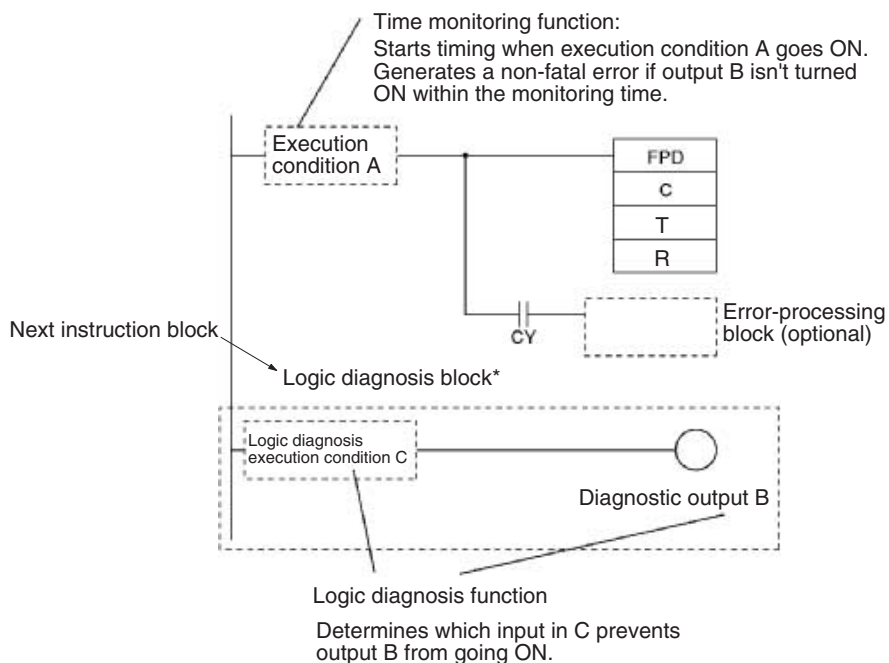 Time monitoring function:
Starts timing when execution condition A goes ON.
Generates a non-fatal error if output B isn't turned
ON within the monitoring time.
Execution
condition A
FPD
C
T
R
CY
Error-processing
block (optional)
Next instruction block
Logic diagnosis block*
Logic diagnosis
execution condition C
Diagnostic output B
Logic diagnosis function
Determines which input in C prevents
output B from going ON.